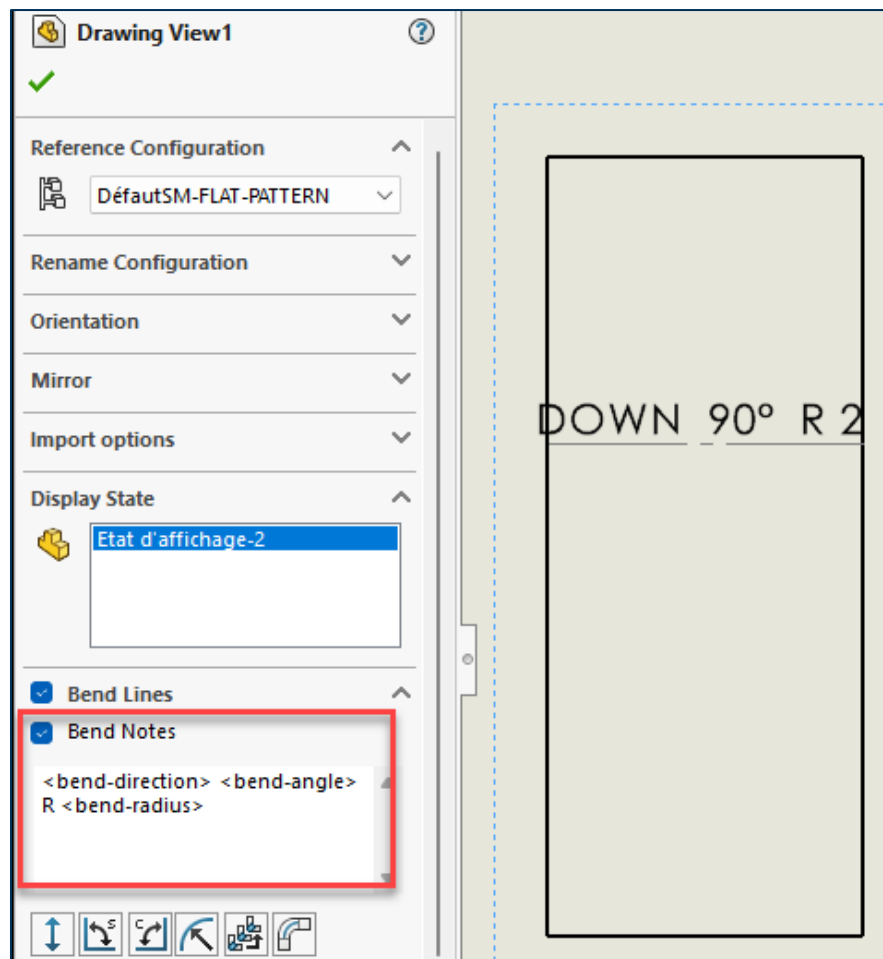 Drawing View1
Reference Configuration
DéfautSM-FLAT-PATTERN
Rename Configuration
Orientation
Mirror
Import options
Display State
Etat d'affichage-2
Bend Lines
Bend Notes
<bend-direction> <bend-angle>
R <bend-radius>
DOWN 90° R 2